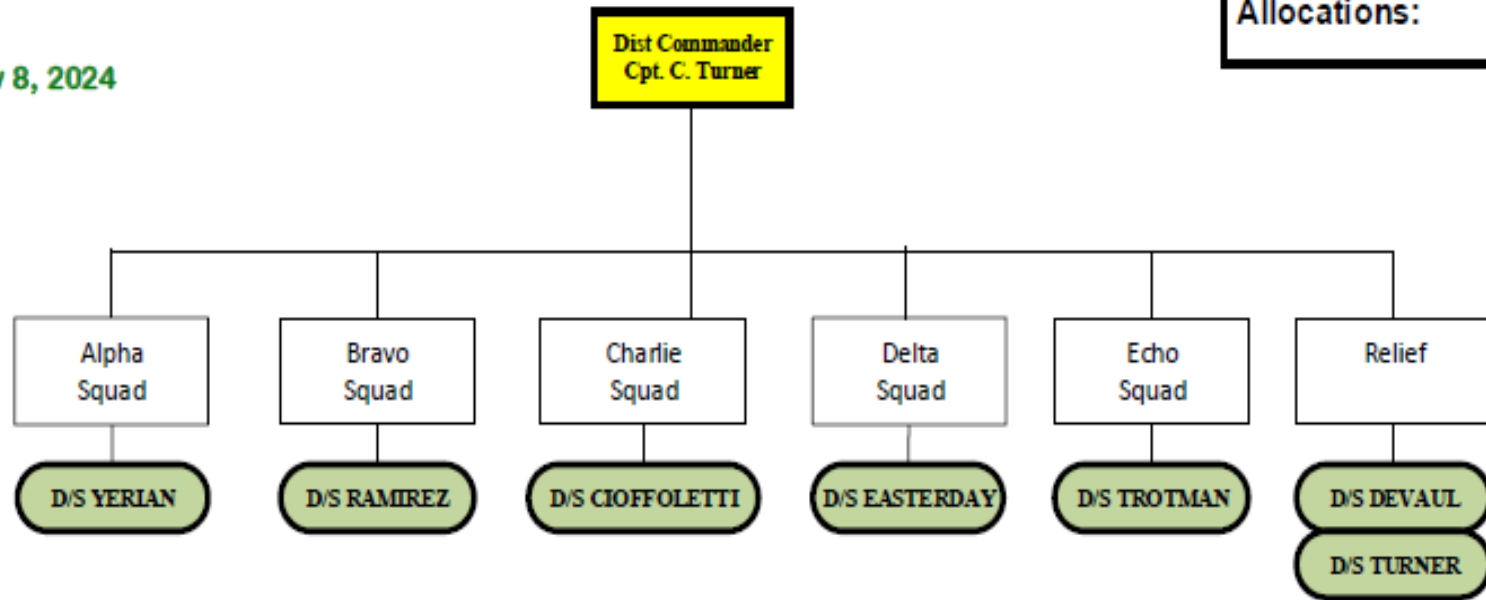 Allocations:
Dist Commander
Cpt. C. Turner
8, 2024
Alpha
Squad
Bravo
Squad
Charlie
Squad
Delta
Squad
Echo
Squad
Relief
D/S YERIAN
D/S RAMIREZ
D/S CIOFFOLETTI
D/S EASTERDAY
D/S TROTMAN
D/S DEVAUL
D/S TURNER